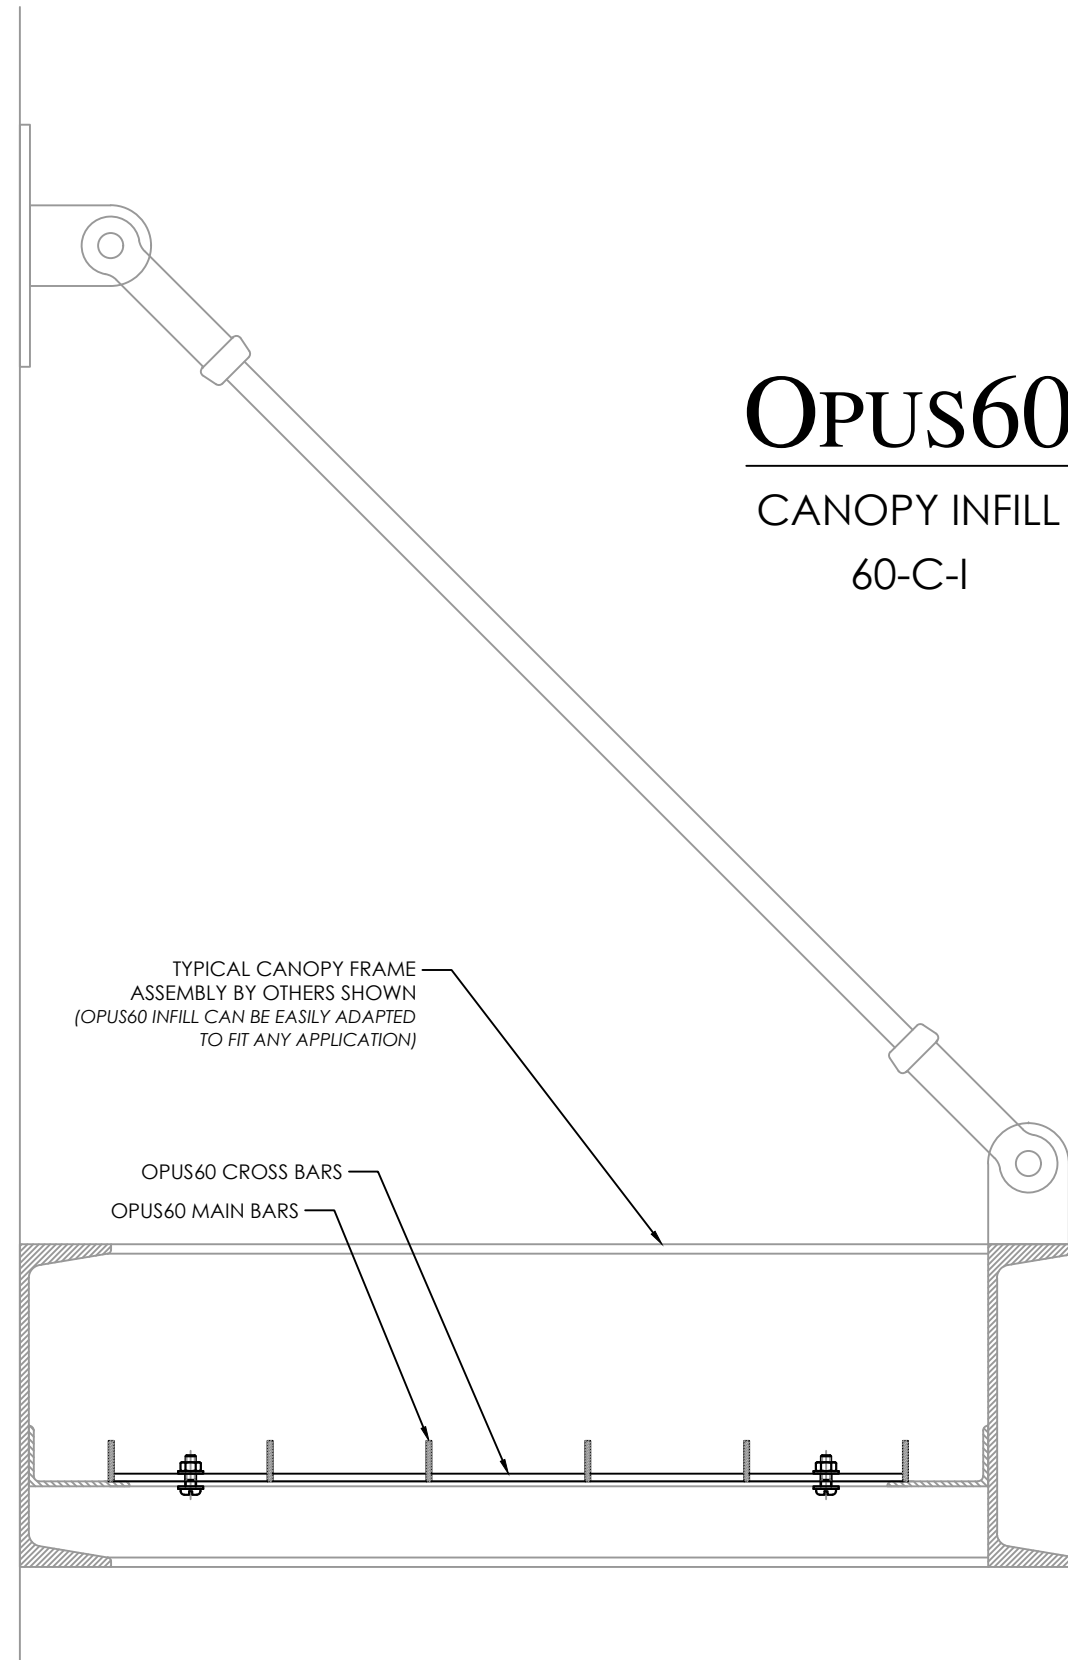 OPUS60
CANOPY INFILL
60-C-I
TYPICAL CANOPY FRAME
ASSEMBLY BY OTHERS SHOWN
(OPUS60 INFILL CAN BE EASILY ADAPTED
TO FIT ANY APPLICATION)
OPUS60 CROSS BARS
OPUS60 MAIN BARS